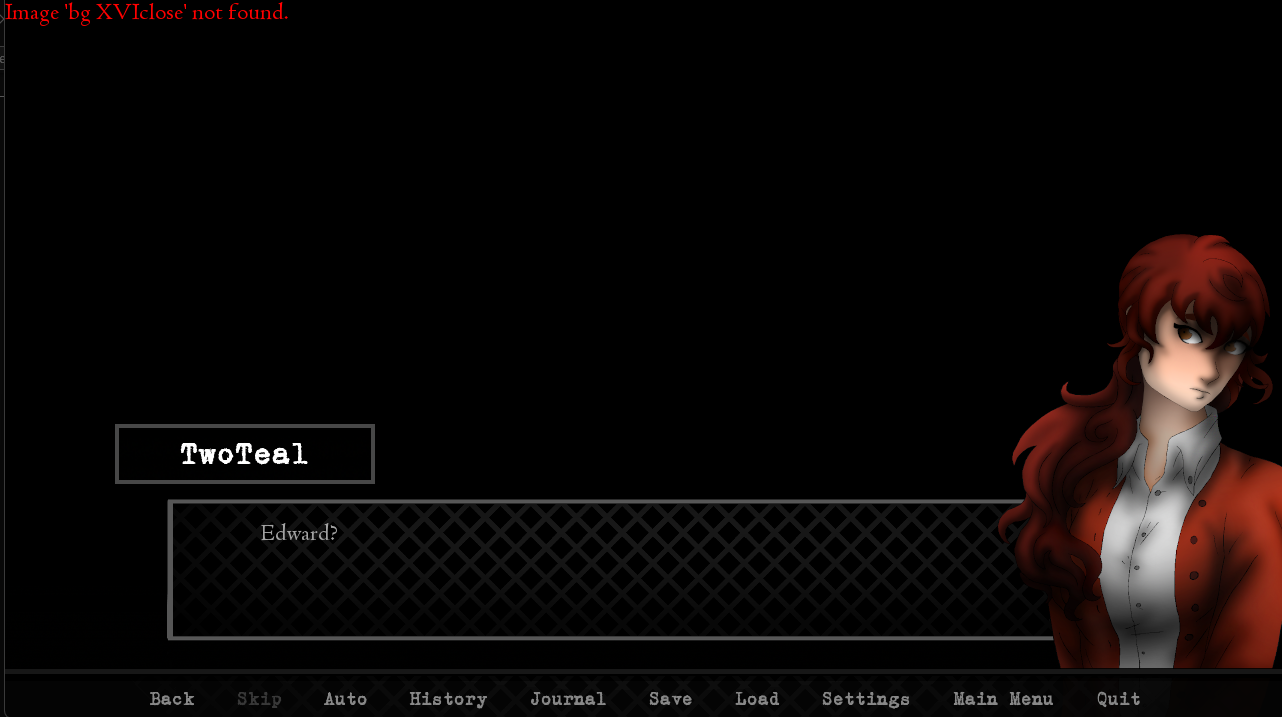 Image 'bg XVIclose' not found.
TwoTeal
Edward?
Back Skip Auto History Journal Save Load Settings Main Menu Quit